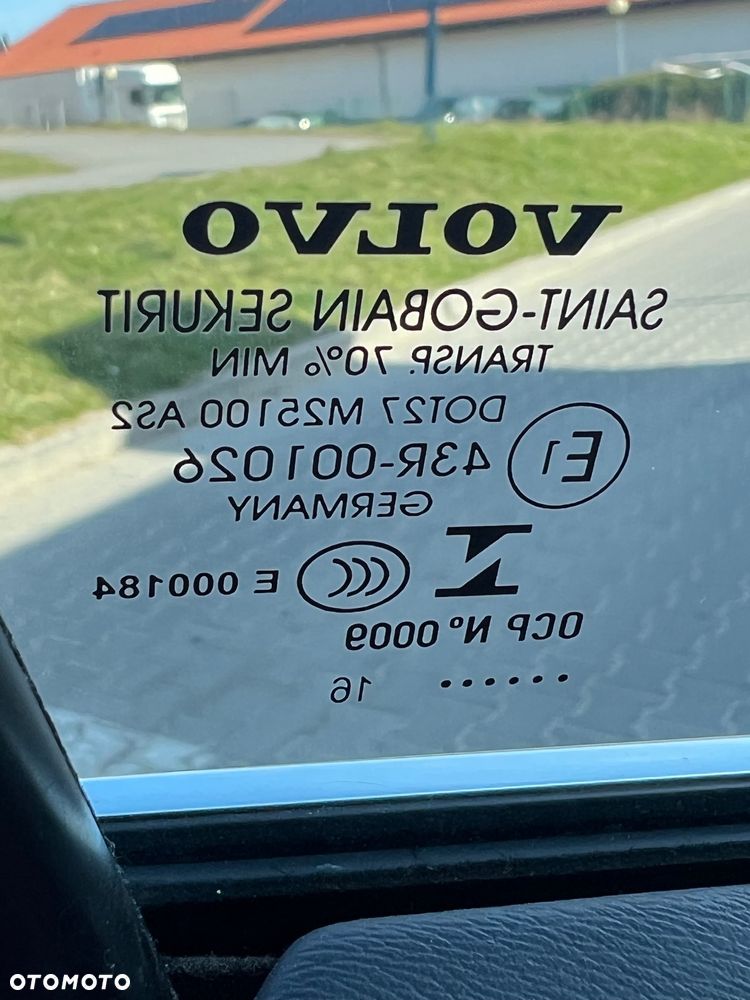 VOLVO
SAINT-GOBAIN SEKURIT
TRANSP. 70% MIN
DOT27 M25100 AS2
E1 43R-001026
GERMANY
E 000184
OCP Nº 0009
...... 16
OTOMOTO